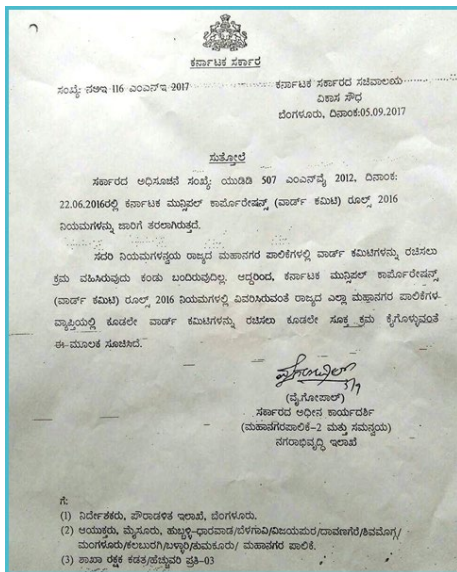 ಕರ್ನಾಟಕ ಸರ್ಕಾರ
ಸಂಖ್ಯೆ: ನಅಇ 116 ಎಂಎನ್ಇ 2017
ಕರ್ನಾಟಕ ಸರ್ಕಾರದ ಸಚಿವಾಲಯ
ವಿಕಾಸ ಸೌಧ
ಬೆಂಗಳೂರು, ದಿನಾಂಕ:05.09.2017
ಸುತ್ತೋಲೆ
ಸರ್ಕಾರದ ಅಧಿಸೂಚನೆ ಸಂಖ್ಯೆ: ಯುಡಿಡಿ 507 ಎಂಎನ್‌ವೈ 2012, ದಿನಾಂಕ:
22.06.2016ರಲ್ಲಿ ಕರ್ನಾಟಕ ಮುನ್ಸಿಪಲ್ ಕಾರ್ಪೊರೇಷನ್ಸ್ (ವಾರ್ಡ್ ಕಮಿಟಿ) ರೂಲ್ಸ್ 2016
ನಿಯಮಗಳನ್ನು ಜಾರಿಗೆ ತರಲಾಗಿರುತ್ತದೆ.
ಸದರಿ ನಿಯಮಗಳನ್ವಯ ರಾಜ್ಯದ ಮಹಾನಗರ ಪಾಲಿಕೆಗಳಲ್ಲಿ ವಾರ್ಡ್ ಕಮಿಟಿಗಳನ್ನು ರಚಿಸಲು
ಕ್ರಮ ವಹಿಸಿರುವುದು ಕಂಡು ಬಂದಿರುವುದಿಲ್ಲ. ಆದ್ದರಿಂದ, ಕರ್ನಾಟಕ ಮುನ್ಸಿಪಲ್ ಕಾರ್ಪೊರೇಷನ್ಸ್
(ವಾರ್ಡ್ ಕಮಿಟಿ) ರೂಲ್ಸ್ 2016 ನಿಯಮಗಳಲ್ಲಿ ವಿವರಿಸಿರುವಂತೆ ರಾಜ್ಯದ ಎಲ್ಲಾ ಮಹಾನಗರ ಪಾಲಿಕೆಗಳ
ವ್ಯಾಪ್ತಿಯಲ್ಲಿ ಕೂಡಲೇ ವಾರ್ಡ್ ಕಮಿಟಿಗಳನ್ನು ರಚಿಸಲು ಕೂಡಲೇ ಸೂಕ್ತ ಕ್ರಮ ಕೈಗೊಳ್ಳುವಂತೆ
ಈ ಮೂಲಕ ಸೂಚಿಸಿದೆ.
5/9
(ವೈ.ಗೋಪಾಲ್)
ಸರ್ಕಾರದ ಅಧೀನ ಕಾರ್ಯದರ್ಶಿ
(ಮಹಾನಗರಪಾಲಿಕೆ-2 ಮತ್ತು ಸಮನ್ವಯ)
ನಗರಾಭಿವೃದ್ಧಿ ಇಲಾಖೆ
ಗೆ:
(1) ನಿರ್ದೇಶಕರು, ಪೌರಾಡಳಿತ ಇಲಾಖೆ, ಬೆಂಗಳೂರು.
(2) ಆಯುಕ್ತರು, ಮೈಸೂರು, ಹುಬ್ಬಳ್ಳಿ-ಧಾರವಾಡ/ಬೆಳಗಾವಿ/ವಿಜಯಪುರ/ದಾವಣಗೆರೆ/ಶಿವಮೊಗ್ಗ/
ಮಂಗಳೂರು/ಕಲಬುರಗಿ/ಬಳ್ಳಾರಿ/ತುಮಕೂರು/ ಮಹಾನಗರ ಪಾಲಿಕೆ.
(3) ಶಾಖಾ ರಕ್ಷಕ ಕಡತ/ಹೆಚ್ಚುವರಿ ಪ್ರತಿ-03